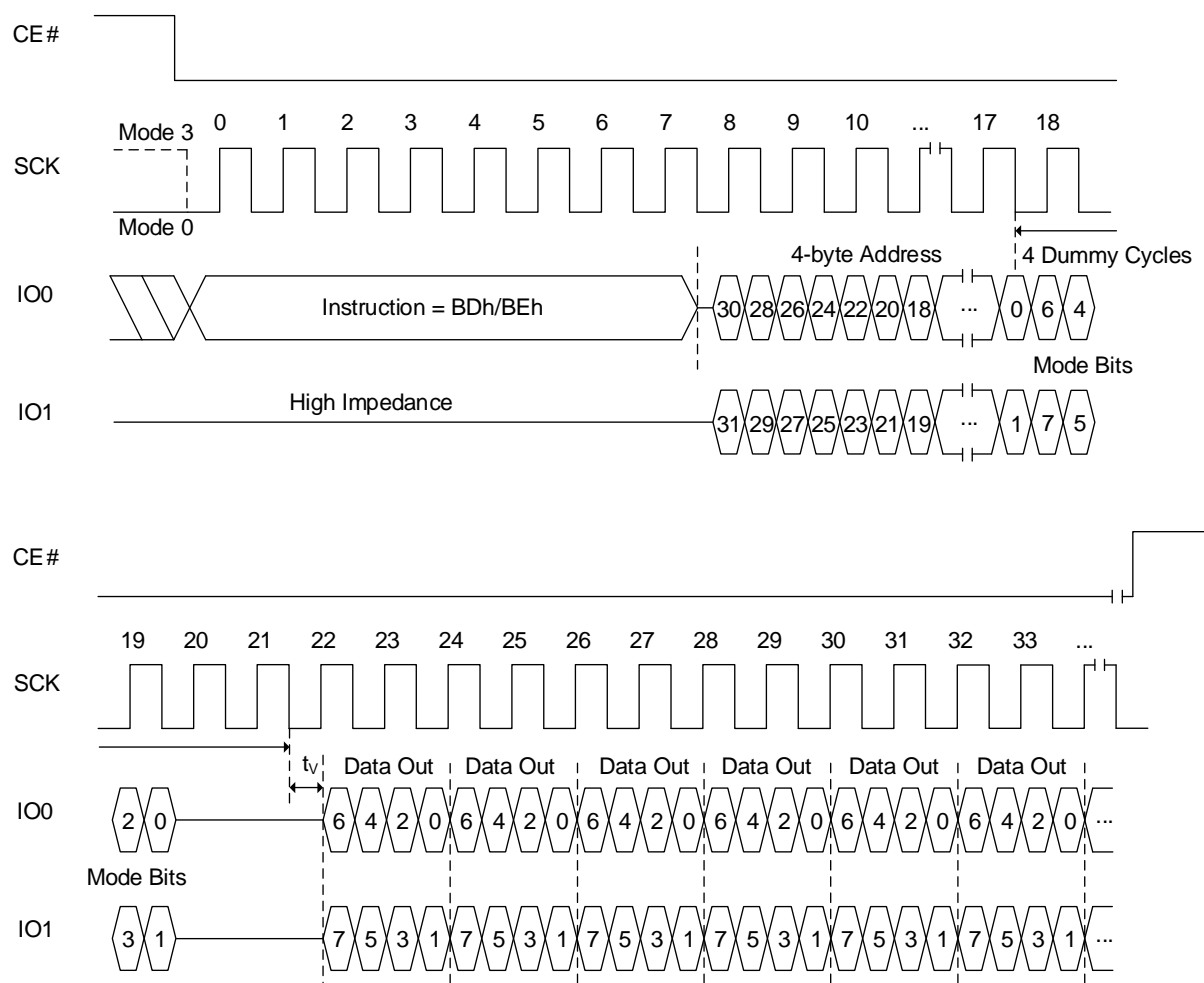 CE#
Mode 3
0 1 2 3 4 5 6 7 8 9 10 ... 17 18
SCK
Mode 0
4-byte Address
4 Dummy Cycles
IO0
Instruction = BDh/BEh
30 28 26 24 22 20 18 ... 0 6 4
Mode Bits
IO1
High Impedance
31 29 27 25 23 21 19 ... 1 7 5
CE#
19 20 21 22 23 24 25 26 27 28 29 30 31 32 33 ...
SCK
tV Data Out Data Out Data Out Data Out Data Out Data Out
IO0
2 0 6 4 2 0 6 4 2 0 6 4 2 0 6 4 2 0 6 4 2 0 6 4 2 0 ...
Mode Bits
IO1
3 1 7 5 3 1 7 5 3 1 7 5 3 1 7 5 3 1 7 5 3 1 7 5 3 1 ...